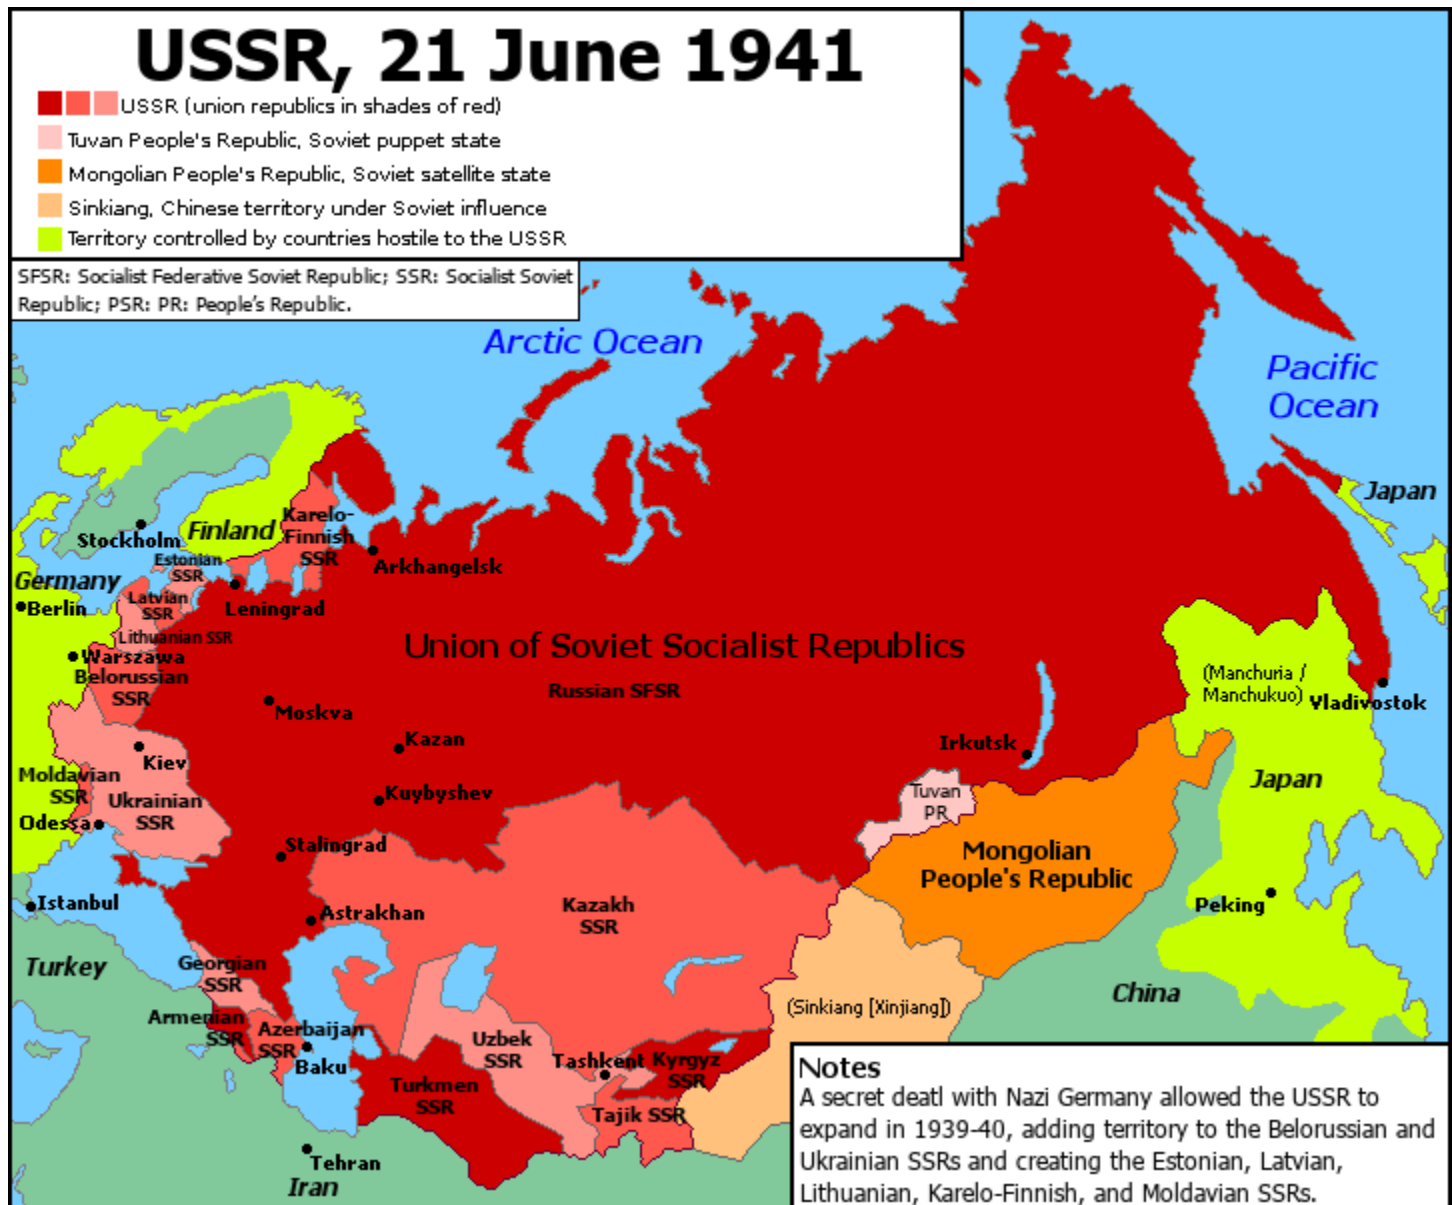 USSR, 21 June 1941
USSR (union republics in shades of red)
Tuvan People's Republic, Soviet puppet state
Mongolian People's Republic, Soviet satellite state
Sinkiang, Chinese territory under Soviet influence
Territory controlled by countries hostile to the USSR
SFSR: Socialist Federative Soviet Republic; SSR: Socialist Soviet
Republic; PSR: PR: People's Republic.
Arctic Ocean
Pacific
Ocean
Japan
Stockholm
Finland
Karelo-
Finnish
SSR
Estonian
SSR
Arkhangelsk
Germany
Berlin
Latvian
SSR
Leningrad
Lithuanian SSR
Warszawa
Belorussian
SSR
Union of Soviet Socialist Republics
Russian SFSR
(Manchuria /
Manchukuo)
Vladivostok
Moskva
Kazan
Irkutsk
Kiev
Moldavian
SSR
Ukrainian
SSR
Kuybyshev
Tuvan
PR
Japan
Odessa
Stalingrad
Mongolian
People's Republic
Istanbul
Astrakhan
Kazakh
SSR
Peking
Turkey
Georgian
SSR
China
(Sinkiang [Xinjiang])
Armenian
SSR
Azerbaijan
SSR
Baku
Uzbek
SSR
Tashkent
Kyrgyz
SSR
Turkmen
SSR
Tajik SSR
Tehran
Iran
Notes
A secret deatl with Nazi Germany allowed the USSR to
expand in 1939-40, adding territory to the Belorussian and
Ukrainian SSRs and creating the Estonian, Latvian,
Lithuanian, Karelo-Finnish, and Moldavian SSRs.